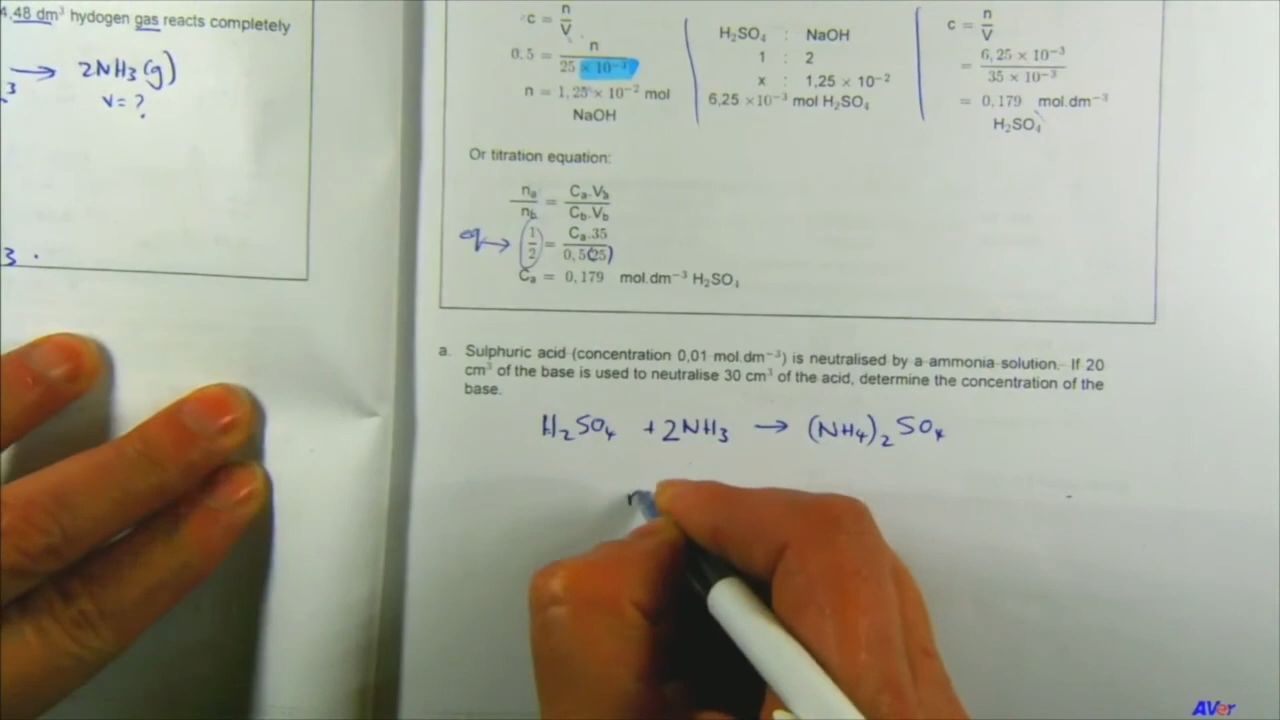 4,48 dm³ hydogen gas reacts completely
³ → 2NH₃(g)
v = ?
3.
c = n/V
0,5 = n/(25 × 10⁻³)
n = 1,25 × 10⁻² mol
NaOH
H₂SO₄ : NaOH
1 : 2
x : 1,25 × 10⁻²
6,25 × 10⁻³ mol H₂SO₄
c = n/V
= (6,25 × 10⁻³)/(35 × 10⁻³)
= 0,179 mol.dm⁻³
H₂SO₄
Or titration equation:
nₐ/n_b = (Cₐ.Vₐ)/(C_b.V_b)
eq → 1/2 = (Cₐ.35)/(0,5(25))
Cₐ = 0,179 mol.dm⁻³ H₂SO₄
a. Sulphuric acid (concentration 0,01 mol.dm⁻³) is neutralised by a ammonia solution. If 20
cm³ of the base is used to neutralise 30 cm³ of the acid, determine the concentration of the
base.
H₂SO₄ + 2NH₃ → (NH₄)₂SO₄
AVer